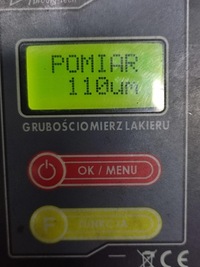 POMIAR
110um
GRUBOŚCIOMIERZ LAKIERU
OK / MENU
F